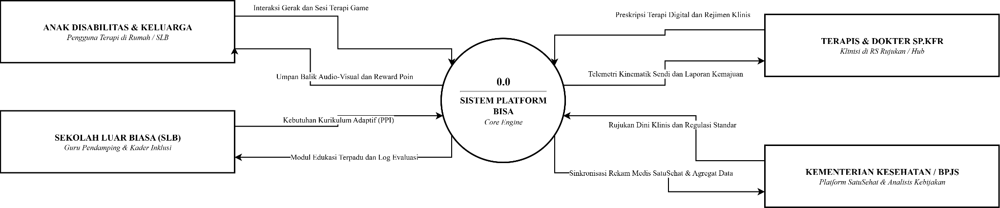 Interaksi Gerak dan Sesi Terapi Game
ANAK DISABILITAS & KELUARGA
Pengguna Terapi di Rumah / SLB
Umpan Balik Audio-Visual dan Reward Poin
SEKOLAH LUAR BIASA (SLB)
Guru Pendamping & Kader Inklusi
Kebutuhan Kurikulum Adaptif (PPI)
Modul Edukasi Terpadu dan Log Evaluasi
0.0
SISTEM PLATFORM
BISA
Core Engine
Preskripsi Terapi Digital dan Rejimen Klinis
TERAPIS & DOKTER SP.KFR
Klinisi di RS Rujukan / Hub
Telemetri Kinematik Sendi dan Laporan Kemajuan
Rujukan Dini Klinis dan Regulasi Standar
Sinkronisasi Rekam Medis SatuSehat & Agregat Data
KEMENTERIAN KESEHATAN / BPJS
Platform SatuSehat & Analisis Kebijakan